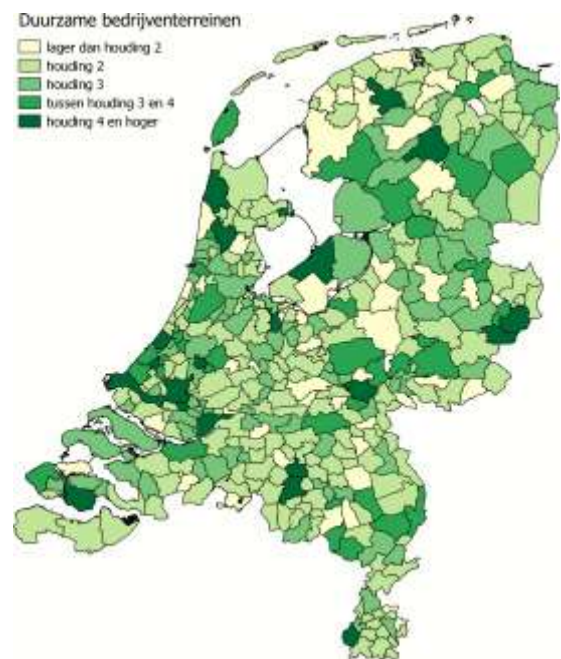 Duurzame bedrijventerreinen
lager dan houding 2
houding 2
houding 3
tussen houding 3 en 4
houding 4 en hoger